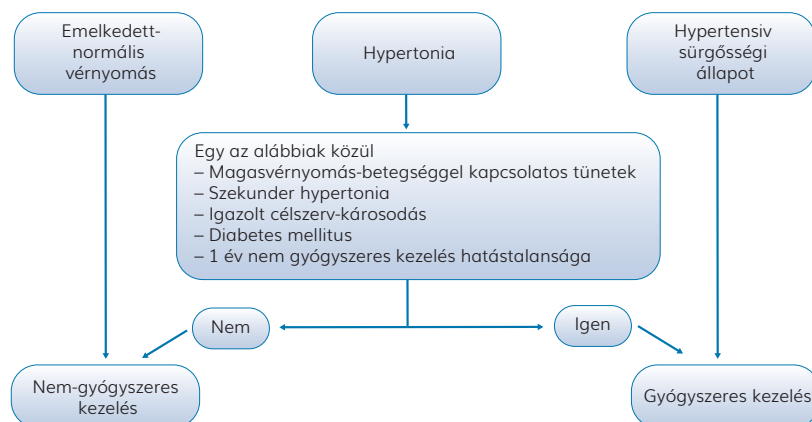 Emelkedett-
normális
vérnyomás
Hypertonia
Hypertensiv
sürgősségi
állapot
Egy az alábbiak közül
– Magasvérnyomás-betegséggel kapcsolatos tünetek
– Szekunder hypertonia
– Igazolt célszerv-károsodás
– Diabetes mellitus
– 1 év nem gyógyszeres kezelés hatástalansága
Nem
Igen
Nem-gyógyszeres
kezelés
Gyógyszeres kezelés